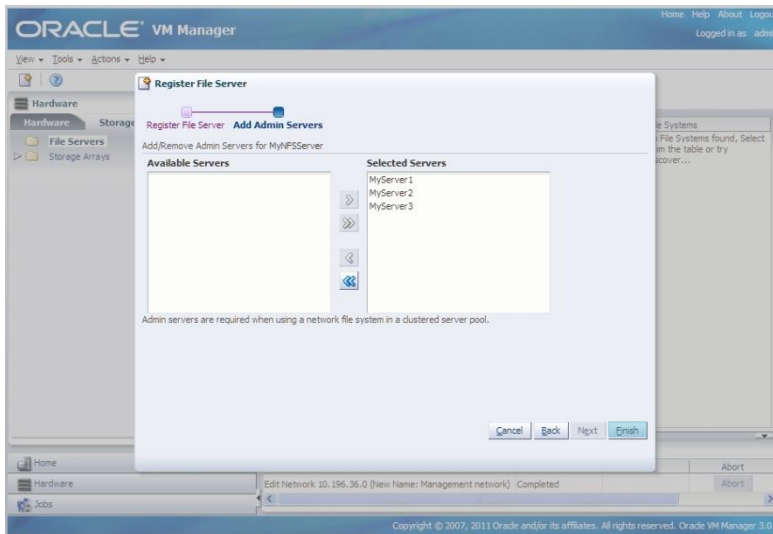 Home Help About
ORACLE VM Manager
Logged in as
View Tools Actions Help
Hardware
Hardware Storage
File Servers
Storage Arrays
Register File Server
Register File Server Add Admin Servers
Add/Remove Admin Servers for MyNFSServer
Available Servers Selected Servers
MyServer1
MyServer2
MyServer3
Admin servers are required when using a network file system in a clustered server pool.
Cancel Back Next Finish
File Systems
File Systems found, Select
the table or try
Home
Hardware
Jobs
Abort
Edit Network 10.196.36.0 (New Name: Management network) Completed Abort
Copyright © 2007, 2011 Oracle and/or its affiliates. All rights reserved. Oracle VM Manager 3.0